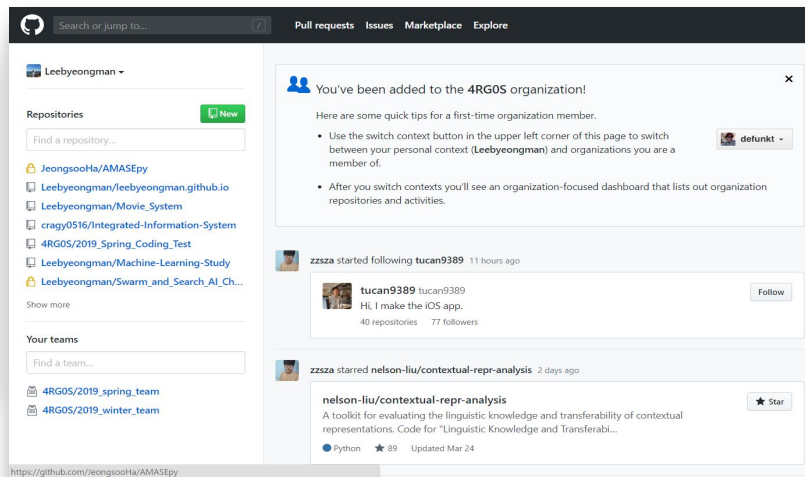 Search or jump to...
/
Pull requests Issues Marketplace Explore
Leebyeongman
Repositories
New
Find a repository...
JeongsooHa/AMASEpy
Leebyeongman/leebyeongman.github.io
Leebyeongman/Movie_System
cragy0516/Integrated-Information-System
4RG0S/2019_Spring_Coding_Test
Leebyeongman/Machine-Learning-Study
Leebyeongman/Swarm_and_Search_AI_Ch...
Show more
Your teams
Find a team...
4RG0S/2019_spring_team
4RG0S/2019_winter_team
https://github.com/JeongsooHa/AMASEpy
You've been added to the 4RG0S organization!
Here are some quick tips for a first-time organization member.
• Use the switch context button in the upper left corner of this page to switch
between your personal context (Leebyeongman) and organizations you are a
member of.
defunkt
• After you switch contexts you'll see an organization-focused dashboard that lists out organization
repositories and activities.
zzsza started following tucan9389 11 hours ago
tucan9389 tucan9389
Hi, I make the iOS app.
40 repositories 77 followers
Follow
zzsza starred nelson-liu/contextual-repr-analysis 2 days ago
nelson-liu/contextual-repr-analysis
A toolkit for evaluating the linguistic knowledge and transferability of contextual
representations. Code for "Linguistic Knowledge and Transferabi...
Python 89 Updated Mar 24
Star